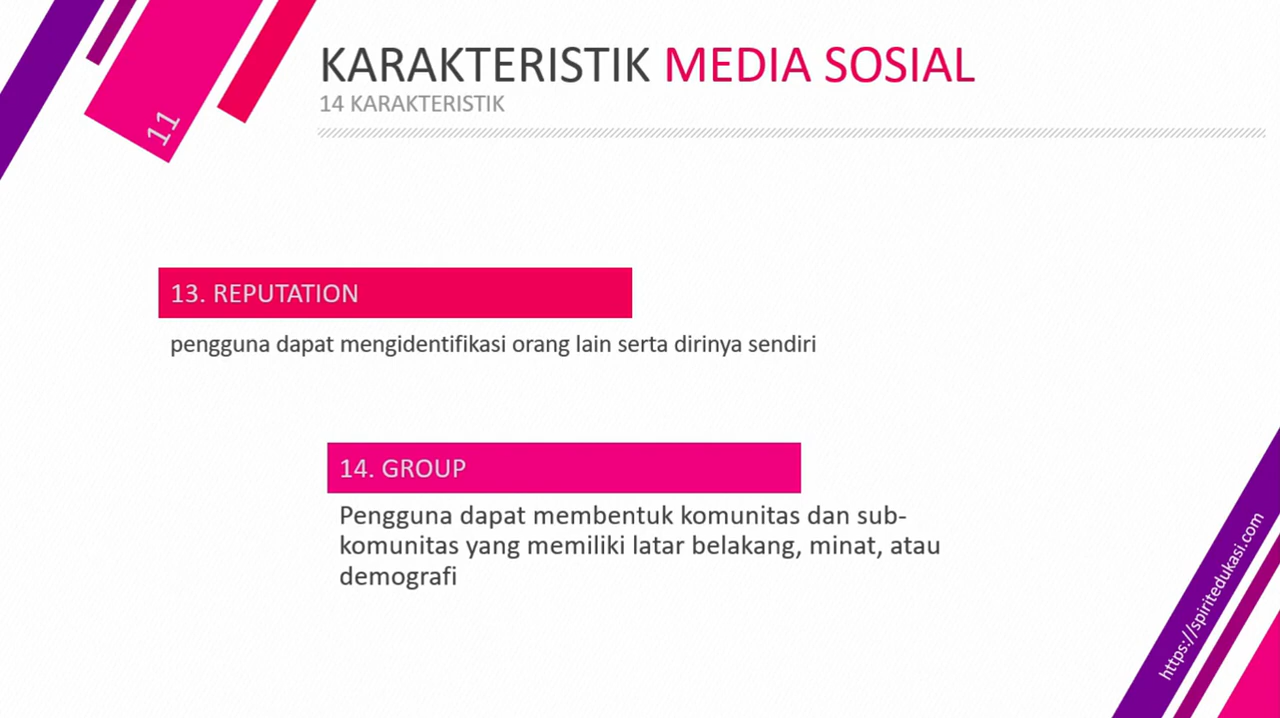 11
KARAKTERISTIK MEDIA SOSIAL
14 KARAKTERISTIK
13. REPUTATION
pengguna dapat mengidentifikasi orang lain serta dirinya sendiri
14. GROUP
Pengguna dapat membentuk komunitas dan sub-
komunitas yang memiliki latar belakang, minat, atau
demografi
https://spiritedukasi.com